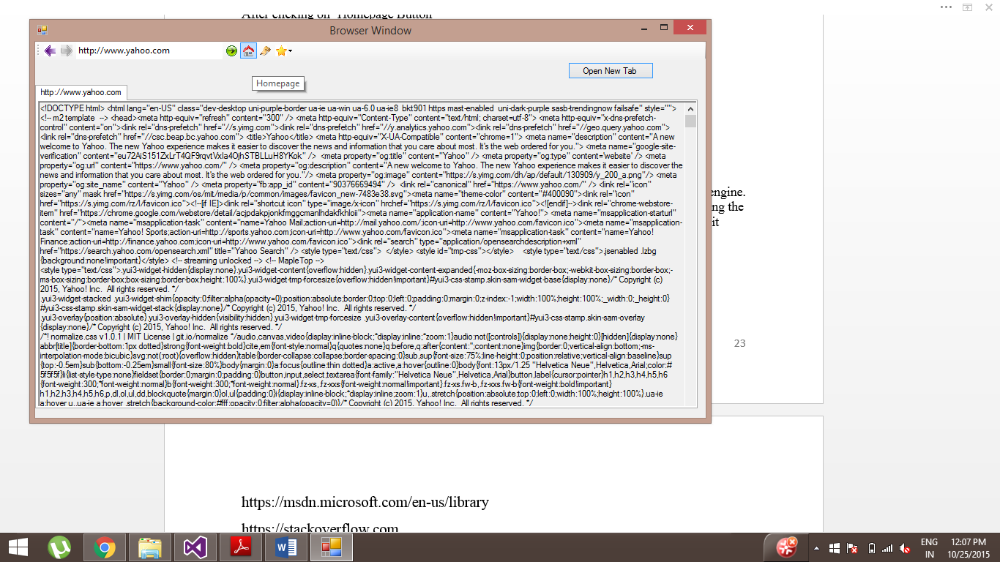 After clicking on 'Homepage Button'
Browser Window
http://www.yahoo.com
Open New Tab
Homepage
http://www.yahoo.com
<!DOCTYPE html> <html lang="en-US" class="dev-desktop uni-purple-border ua-ie ua-win ua-6.0 ua-ie8  bkt901 https mast-enabled  uni-dark-purple sasb-trendingnow failsafe" style="">
<!-- m2 template  --> <head><meta http-equiv="refresh" content="300" /> <meta http-equiv="Content-Type" content="text/html; charset=utf-8"> <meta http-equiv="x-dns-prefetch-
control" content="on"><link rel="dns-prefetch" href="//s.yimg.com"><link rel="dns-prefetch" href="//y.analytics.yahoo.com"><link rel="dns-prefetch" href="//geo.query.yahoo.com">
<link rel="dns-prefetch" href="//csc.beap.bc.yahoo.com"> <title>Yahoo</title> <meta http-equiv="X-UA-Compatible" content="chrome=1"> <meta name="description" content="A new
welcome to Yahoo. The new Yahoo experience makes it easier to discover the news and information that you care about most. It's the web ordered for you."> <meta name="google-site-
verification" content="eu72AiS151ZxLrT4QF9rqvtVxla4OjhSTBLLuH8YKok" />  <meta property="og:title" content="Yahoo" /> <meta property="og:type" content='website' /> <meta
property="og:url" content="https://www.yahoo.com/" /> <meta property="og:description" content="A new welcome to Yahoo. The new Yahoo experience makes it easier to discover the
news and information that you care about most. It's the web ordered for you."/> <meta property="og:image" content="https://s.yimg.com/dh/ap/default/130909/y_200_a.png"/> <meta
property="og:site_name" content="Yahoo" /> <meta property="fb:app_id" content="90376669494" />  <link rel="canonical" href="https://www.yahoo.com/" /> <link rel="icon"
sizes="any" mask href="https://s.yimg.com/os/mit/media/p/common/images/favicon_new-7483e38.svg"><meta name="theme-color" content="#400090"><link rel="icon"
href="https://s.yimg.com/rz/l/favicon.ico"><!--[if IE]><link rel="shortcut icon" type="image/x-icon" hrchef="https://s.yimg.com/rz/l/favicon.ico"><![endif]--><link rel="chrome-webstore-
item" href="https://chrome.google.com/webstore/detail/acjpdakpjonkfmggcmanlhdakfkhloii"><meta name="application-name" content="Yahoo!"> <meta name="msapplication-starturl"
content="/"><meta name="msapplication-task" content="name=Yahoo Mail;action-uri=http://mail.yahoo.com/;icon-uri=http://www.yahoo.com/favicon.ico"><meta name="msapplication-
task" content="name=Yahoo! Sports;action-uri=http://sports.yahoo.com;icon-uri=http://www.yahoo.com/favicon.ico"><meta name="msapplication-task" content="name=Yahoo!
Finance;action-uri=http://finance.yahoo.com;icon-uri=http://www.yahoo.com/favicon.ico"><link rel="search" type="application/opensearchdescription+xml"
href="https://search.yahoo.com/opensearch.xml" title="Yahoo Search" /> <style type="text/css">  </style> <style id="tmp-css"></style>    <style type="text/css">.jsenabled .lzbg
{background:none!important}</style> <!-- streaming unlocked --> <!-- MapleTop -->
<style type="text/css">.yui3-widget-hidden{display:none}.yui3-widget-content{overflow:hidden}.yui3-widget-content-expanded{-moz-box-sizing:border-box;-webkit-box-sizing:border-box;-
ms-box-sizing:border-box;box-sizing:border-box;height:100%}.yui3-widget-tmp-forcesize{overflow:hidden!important}#yui3-css-stamp.skin-sam-widget-base{display:none}/* Copyright (c)
2015, Yahoo! Inc.  All rights reserved. */
.yui3-widget-stacked .yui3-widget-shim{opacity:0;filter:alpha(opacity=0);position:absolute;border:0;top:0;left:0;padding:0;margin:0;z-index:-1;width:100%;height:100%;_width:0;_height:0}
#yui3-css-stamp.skin-sam-widget-stack{display:none}/* Copyright (c) 2015, Yahoo! Inc.  All rights reserved. */
.yui3-overlay{position:absolute}.yui3-overlay-hidden{visibility:hidden}.yui3-widget-tmp-forcesize .yui3-overlay-content{overflow:hidden!important}#yui3-css-stamp.skin-sam-overlay
{display:none}/* Copyright (c) 2015, Yahoo! Inc.  All rights reserved. */
/*! normalize.css v1.0.1 | MIT License | git.io/normalize */audio,canvas,video{display:inline-block;*display:inline;*zoom:1}audio:not([controls]){display:none;height:0}[hidden]{display:none}
abbr[title]{border-bottom:1px dotted}strong{font-weight:bold}cite,em{font-style:normal}q{quotes:none}q:before,q:after{content:'';content:none}img{border:0;vertical-align:bottom;-ms-
interpolation-mode:bicubic}svg:not(:root){overflow:hidden}table{border-collapse:collapse;border-spacing:0}sub,sup{font-size:75%;line-height:0;position:relative;vertical-align:baseline}sup
{top:-0.5em}sub{bottom:-0.25em}small{font-size:80%}body{margin:0}a:focus{outline:thin dotted}a:active,a:hover{outline:0}body{font:13px/1.25 "Helvetica Neue",Helvetica,Arial;color:#
5f5f5f}li{list-style-type:none}fieldset{border:0;margin:0;padding:0}button,input,select,textarea{font-family:"Helvetica Neue",Helvetica,Arial}button,label{cursor:pointer}h1,h2,h3,h4,h5,h6
{font-weight:300;*font-weight:normal}b{font-weight:300;*font-weight:normal}.fz-xs,.fz-xxs{font-weight:normal!important}.fz-xs.fw-b,.fz-xxs.fw-b{font-weight:bold!important}
h1,h2,h3,h4,h5,h6,p,dl,ol,ul,dd,blockquote{margin:0}ol,ul{padding:0}i{display:inline-block;*display:inline;zoom:1}u,.stretch{position:absolute;top:0;left:0;width:100%;height:100%}.ua-ie
a:hover u,.ua-ie a:hover .stretch{background-color:#fff;opacity:0;filter:alpha(opacity=0)}/* Copyright (c) 2015, Yahoo! Inc.  All rights reserved. */
engine.
ing the
it
23
https://msdn.microsoft.com/en-us/library
https://stackoverflow.com
ENG
IN
12:07 PM
10/25/2015